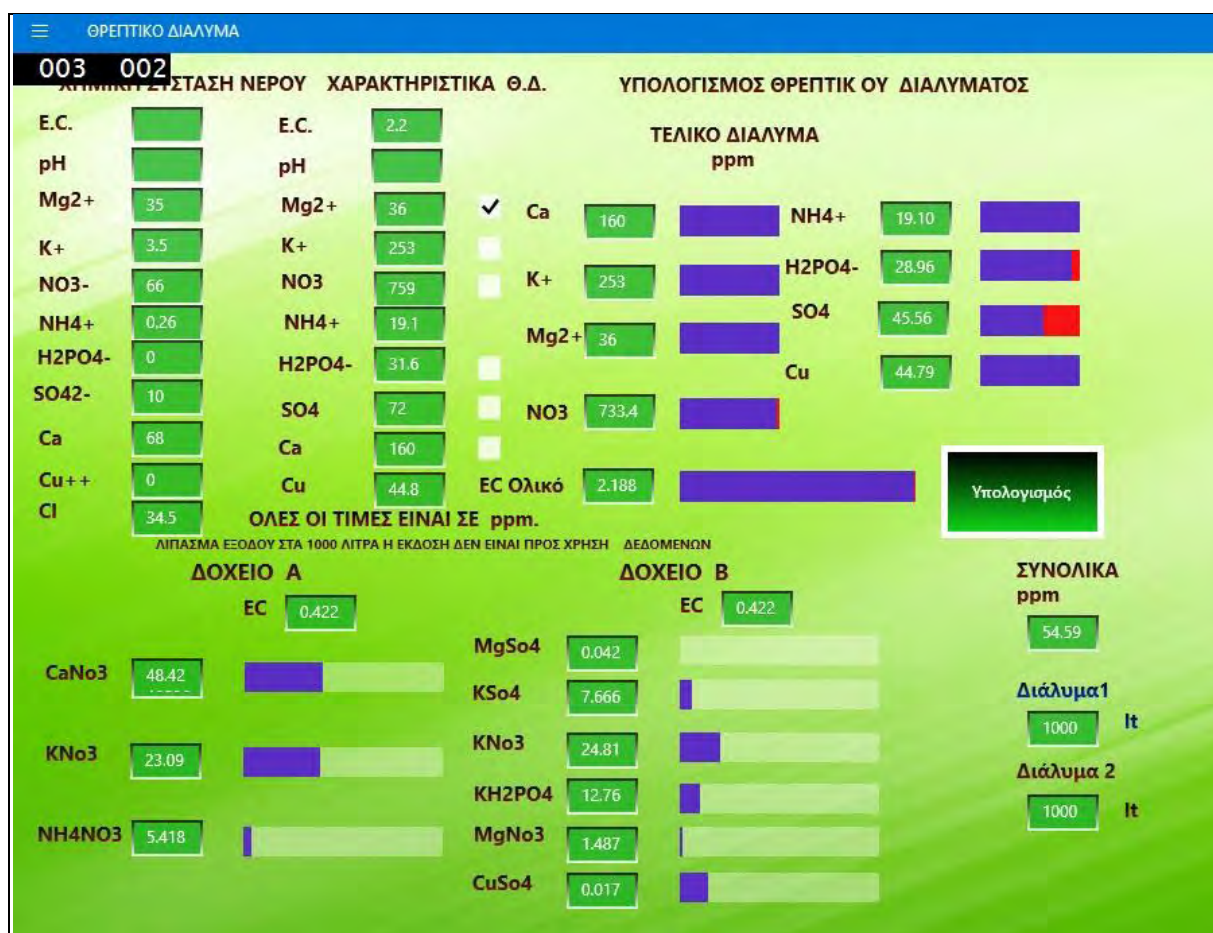 ΘΡΕΠΤΙΚΟ ΔΙΑΛΥΜΑ
003 002
ΣΥΣΤΑΣΗ ΝΕΡΟΥ ΧΑΡΑΚΤΗΡΙΣΤΙΚΑ Θ.Δ. ΥΠΟΛΟΓΙΣΜΟΣ ΘΡΕΠΤΙΚ ΟΥ ΔΙΑΛΥΜΑΤΟΣ
E.C. E.C. 2.2
ΤΕΛΙΚΟ ΔΙΑΛΥΜΑ
ppm
pH pH
Mg2+ 35 Mg2+ 36 Ca 160 NH4+ 19.10
K+ 3.5 K+ 253 K+ 253 H2PO4- 28.96
NO3- 66 NO3 759
NH4+ 0,26 NH4+ 19.1 Mg2+ 36 SO4 45.56
H2PO4- 0 H2PO4- 31.6 Cu 44.79
SO42- 10 SO4 72 NO3 733.4
Ca 68 Ca 160
Cu++ 0 Cu 44.8 EC Ολικό 2.188 Υπολογισμός
Cl 34.5 ΟΛΕΣ ΟΙ ΤΙΜΕΣ ΕΙΝΑΙ ΣΕ ppm.
ΛΙΠΑΣΜΑ ΕΞΟΔΟΥ ΣΤΑ 1000 ΛΙΤΡΑ Η ΕΚΔΟΣΗ ΔΕΝ ΕΙΝΑΙ ΠΡΟΣ ΧΡΗΣΗ ΔΕΔΟΜΕΝΩΝ
ΔΟΧΕΙΟ Α ΔΟΧΕΙΟ Β ΣΥΝΟΛΙΚΑ
ppm
EC 0.422 EC 0.422 54.59
MgSo4 0.042
CaNo3 48.42 KSo4 7.666 Διάλυμα1
1000 lt
KNo3 23.09 KNo3 24.81 Διάλυμα 2
KH2PO4 12.76 1000 lt
NH4NO3 5.418 MgNo3 1.487
CuSo4 0.017